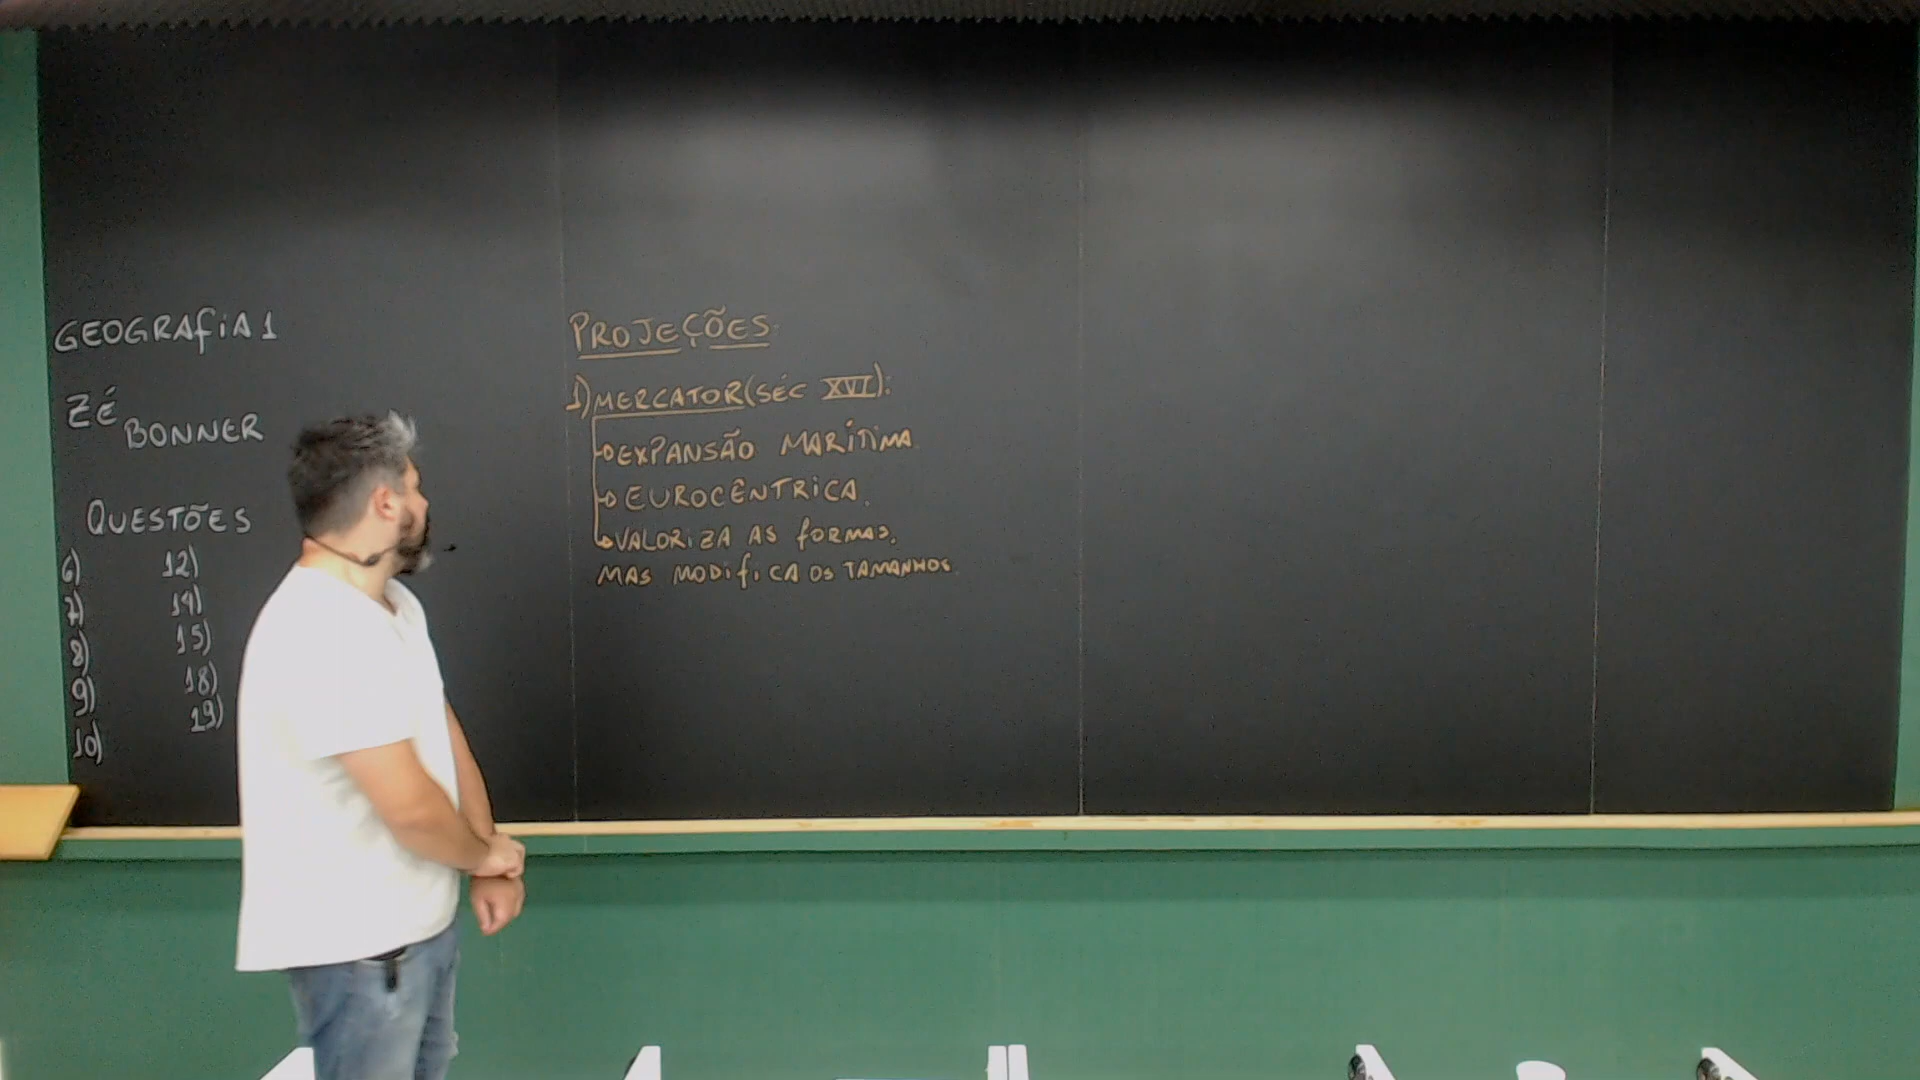 GEOGRAFIA 1
ZÉ
BONNER
QUESTÕES
6)
7)
8)
9)
10)
12)
14)
15)
18)
19)
PROJEÇÕES
1) MERCATOR (SÉC XVI):
EXPANSÃO MARÍTIMA
EUROCÊNTRICA.
VALORIZA AS FORMAS,
MAS MODIFICA OS TAMANHOS